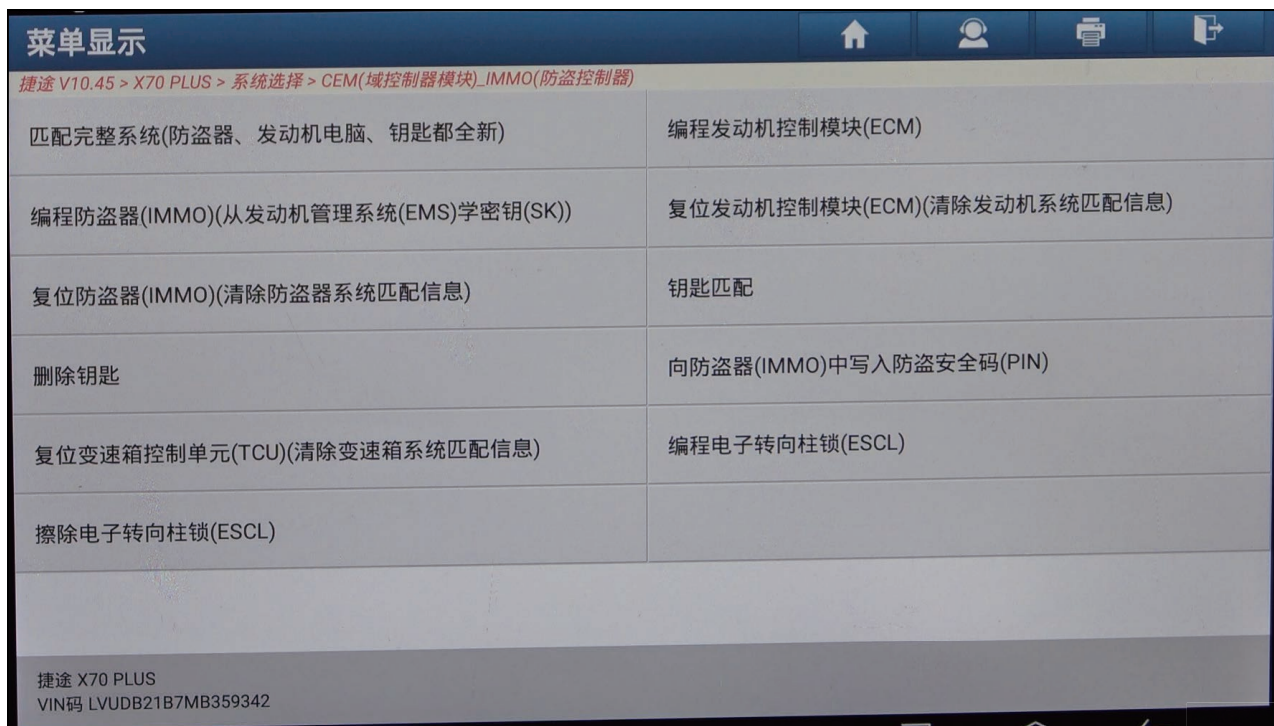 菜单显示
捷途 V10.45 > X70 PLUS > 系统选择 > CEM(域控制器模块)_IMMO(防盗控制器)
匹配完整系统(防盗器、发动机电脑、钥匙都全新)
编程发动机控制模块(ECM)
编程防盗器(IMMO)(从发动机管理系统(EMS)学密钥(SK))
复位发动机控制模块(ECM)(清除发动机系统匹配信息)
复位防盗器(IMMO)(清除防盗器系统匹配信息)
钥匙匹配
删除钥匙
向防盗器(IMMO)中写入防盗安全码(PIN)
复位变速箱控制单元(TCU)(清除变速箱系统匹配信息)
编程电子转向柱锁(ESCL)
擦除电子转向柱锁(ESCL)
捷途 X70 PLUS
VIN码 LVUDB21B7MB359342